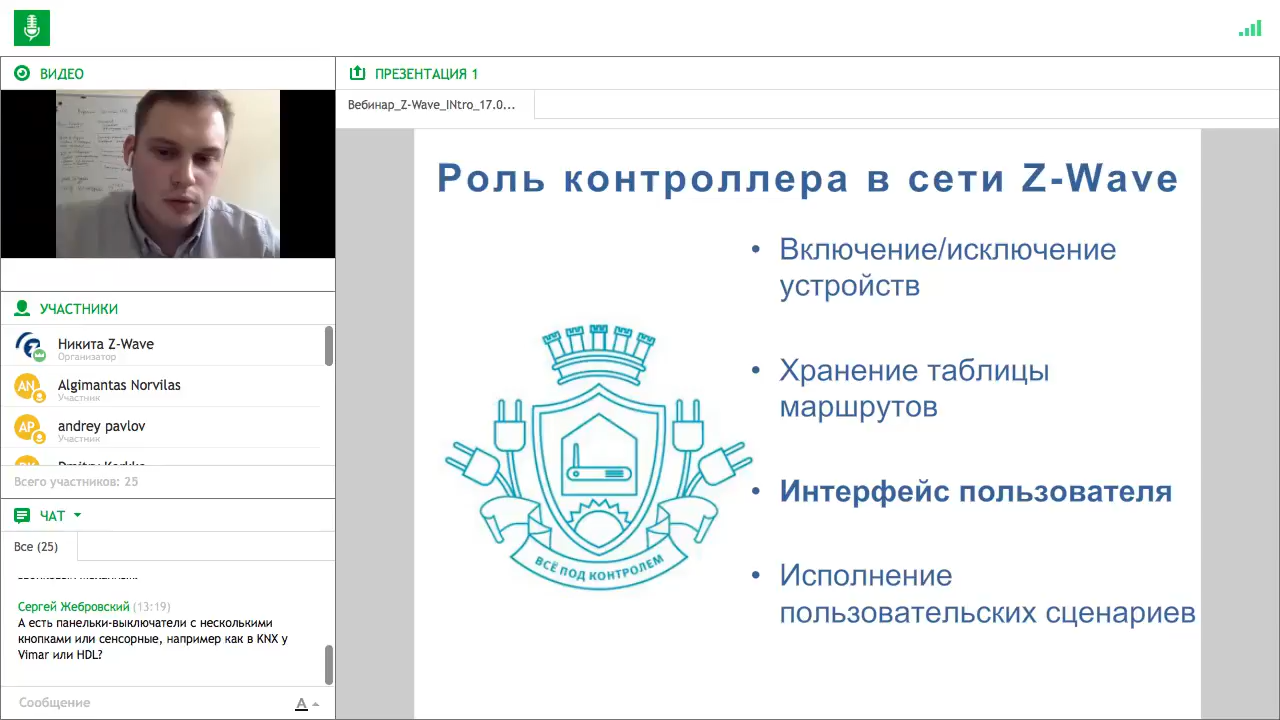 ВИДЕО
ПРЕЗЕНТАЦИЯ 1
Вебинар_Z-Wave_INtro_17.0...
Роль контроллера в сети Z-Wave
• Включение/исключение
устройств
• Хранение таблицы
маршрутов
• Интерфейс пользователя
• Исполнение
пользовательских сценариев
ВСЁ ПОД КОНТРОЛЕМ
УЧАСТНИКИ
Никита Z-Wave
Организатор
AN
Algimantas Norvilas
Участник
AP
andrey pavlov
Участник
Всего участников: 25
ЧАТ
Все (25)
Сергей Жебровский (13:19)
А есть панельки-выключатели с несколькими
кнопками или сенсорные, например как в KNX у
Vimar или HDL?
Сообщение
A